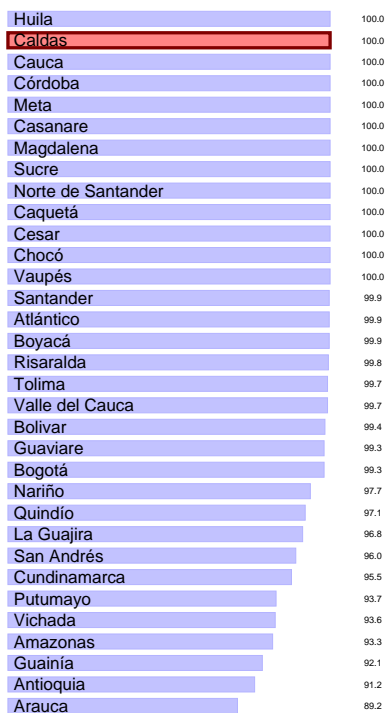 Huila 100.0
Caldas 100.0
Cauca 100.0
Córdoba 100.0
Meta 100.0
Casanare 100.0
Magdalena 100.0
Sucre 100.0
Norte de Santander 100.0
Caquetá 100.0
Cesar 100.0
Chocó 100.0
Vaupés 100.0
Santander 99.9
Atlántico 99.9
Boyacá 99.9
Risaralda 99.8
Tolima 99.7
Valle del Cauca 99.7
Bolivar 99.4
Guaviare 99.3
Bogotá 99.3
Nariño 97.7
Quindío 97.1
La Guajira 96.8
San Andrés 96.0
Cundinamarca 95.5
Putumayo 93.7
Vichada 93.6
Amazonas 93.3
Guainía 92.1
Antioquia 91.2
Arauca 89.2